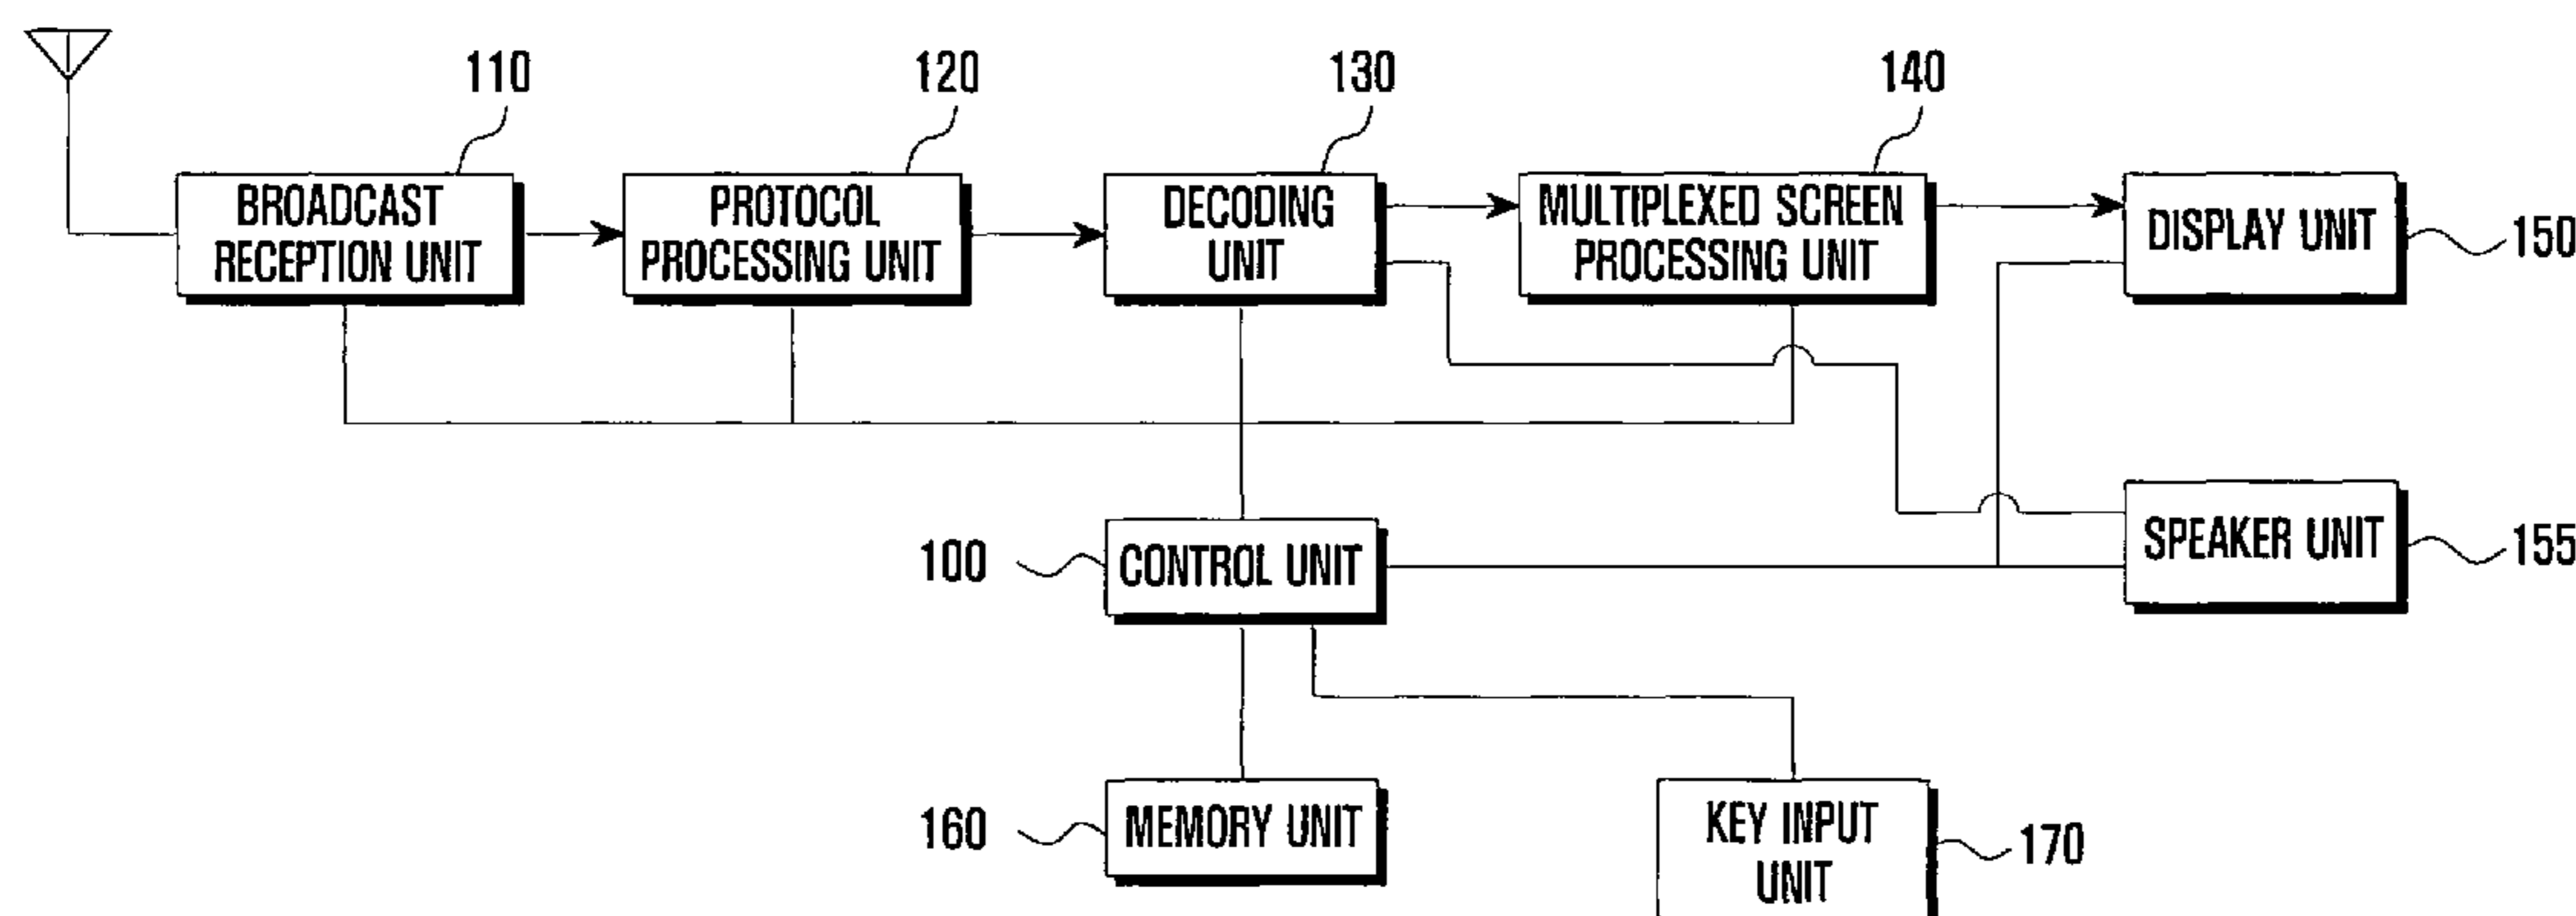 110
120
130
140
BROADCAST
RECEPTION UNIT
PROTOCOL
PROCESSING UNIT
DECODING
UNIT
MULTIPLEXED SCREEN
PROCESSING UNIT
DISPLAY UNIT
150
100
CONTROL UNIT
SPEAKER UNIT
155
160
MEMORY UNIT
KEY INPUT
UNIT
170